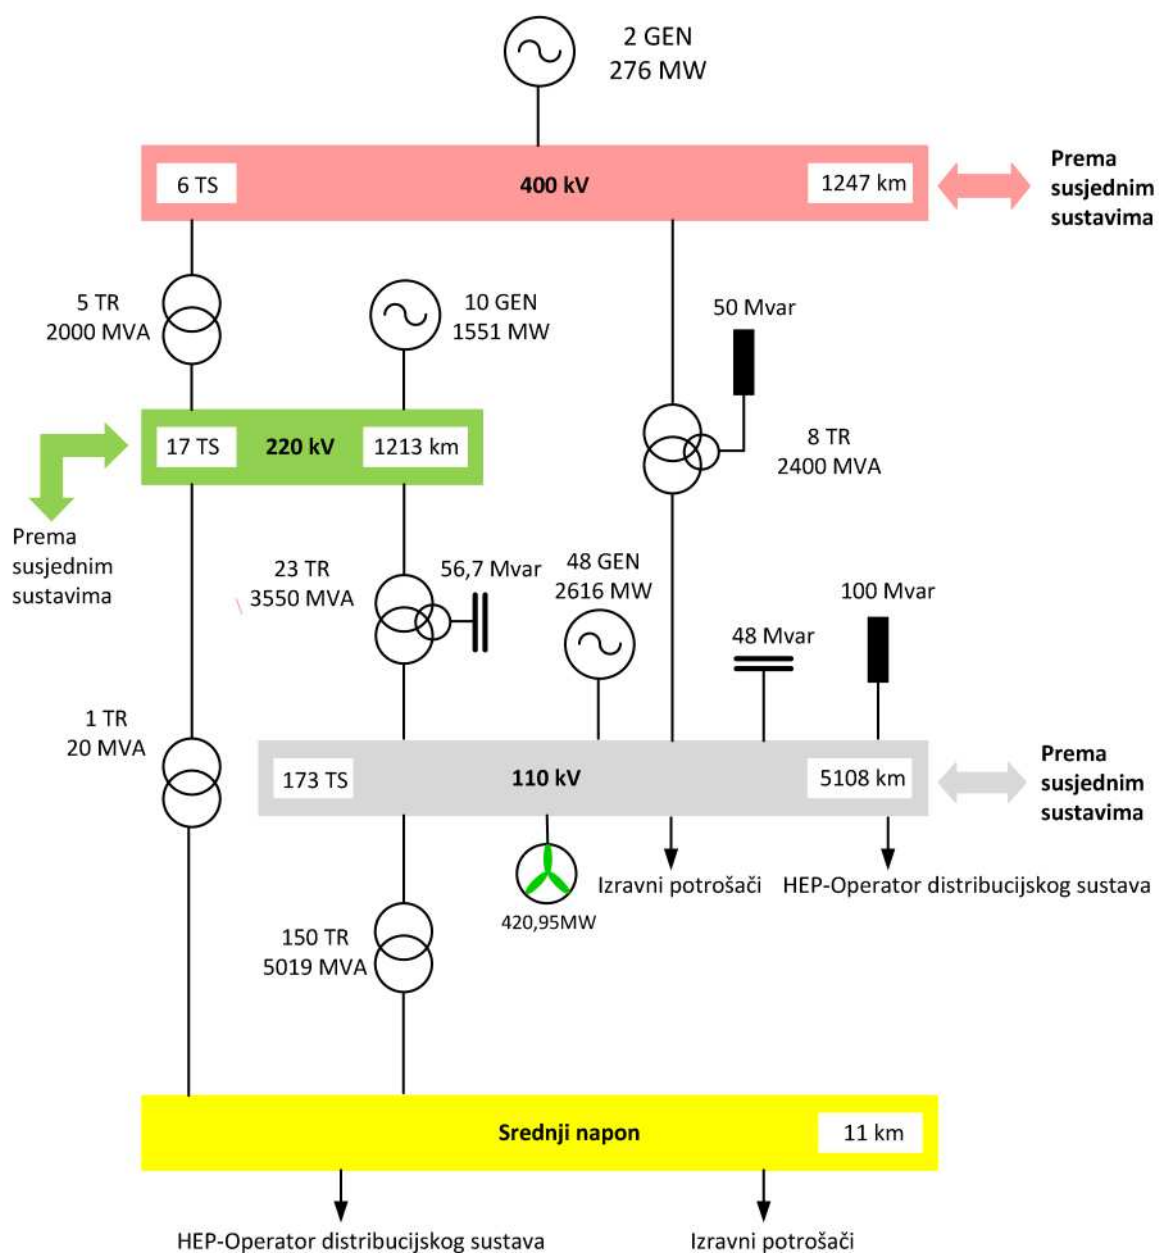 2 GEN
276 MW
6 TS
400 kV
1247 km
Prema
susjednim
sustavima
5 TR
2000 MVA
10 GEN
1551 MW
50 Mvar
8 TR
2400 MVA
17 TS
220 kV
1213 km
Prema
susjednim
sustavima
23 TR
3550 MVA
56,7 Mvar
48 GEN
2616 MW
48 Mvar
100 Mvar
1 TR
20 MVA
173 TS
110 kV
5108 km
Prema
susjednim
sustavima
420,95MW
Izravni potrošači
HEP-Operator distribucijskog sustava
150 TR
5019 MVA
Srednji napon
11 km
HEP-Operator distribucijskog sustava
Izravni potrošači